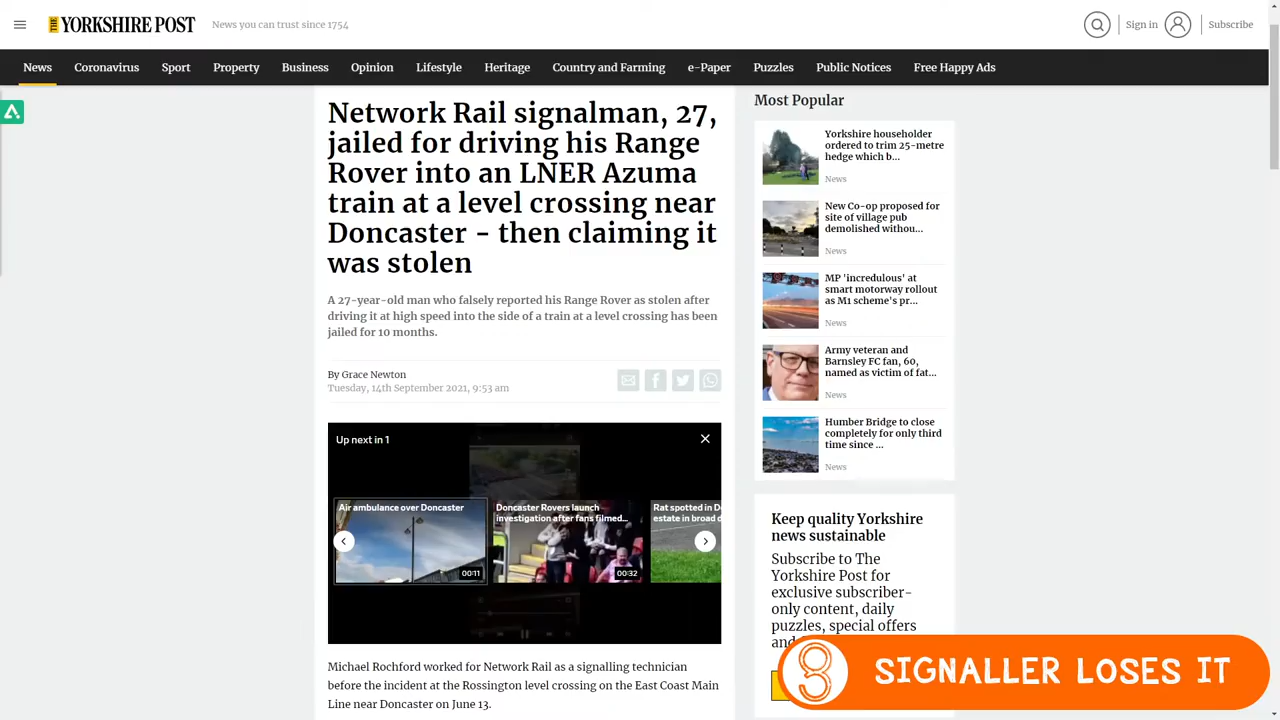 THE YORKSHIRE POST
News you can trust since 1754
Sign in
Subscribe
News
Coronavirus
Sport
Property
Business
Opinion
Lifestyle
Heritage
Country and Farming
e-Paper
Puzzles
Public Notices
Free Happy Ads
Network Rail signalman, 27,
jailed for driving his Range
Rover into an LNER Azuma
train at a level crossing near
Doncaster - then claiming it
was stolen
A 27-year-old man who falsely reported his Range Rover as stolen after
driving it at high speed into the side of a train at a level crossing has been
jailed for 10 months.
By Grace Newton
Tuesday, 14th September 2021, 9:53 am
Up next in 1
Air ambulance over Doncaster
00:11
Doncaster Rovers launch
investigation after fans filmed...
00:32
Rat spotted in D
estate in broad d
Michael Rochford worked for Network Rail as a signalling technician
before the incident at the Rossington level crossing on the East Coast Main
Line near Doncaster on June 13.
Most Popular
Yorkshire householder
ordered to trim 25-metre
hedge which b...
News
New Co-op proposed for
site of village pub
demolished withou...
News
MP 'incredulous' at
smart motorway rollout
as M1 scheme's pr...
News
Army veteran and
Barnsley FC fan, 60,
named as victim of fat...
News
Humber Bridge to close
completely for only third
time since ...
News
Keep quality Yorkshire
news sustainable
Subscribe to The
Yorkshire Post for
exclusive subscriber-
only content, daily
puzzles, special offers
and
3
SIGNALLER LOSES IT